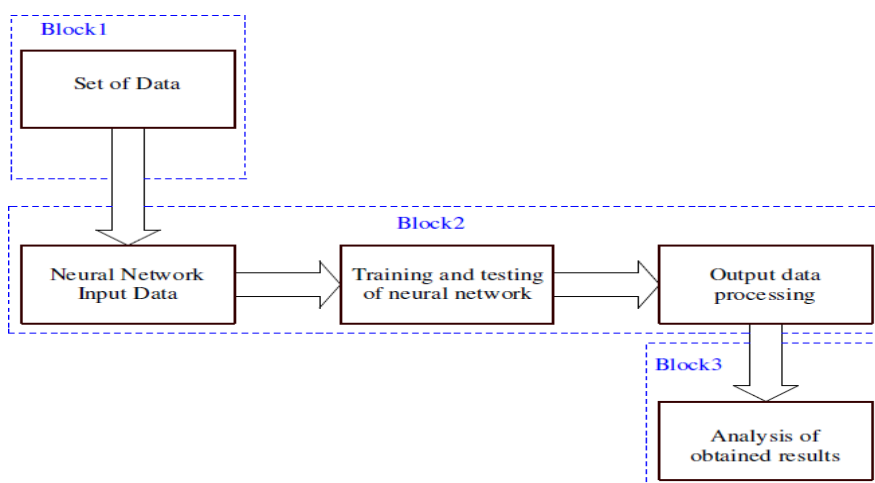 Block1
Set of Data
Block2
Neural Network
Input Data
Training and testing
of neural network
Output data
processing
Block3
Analysis of
obtained results